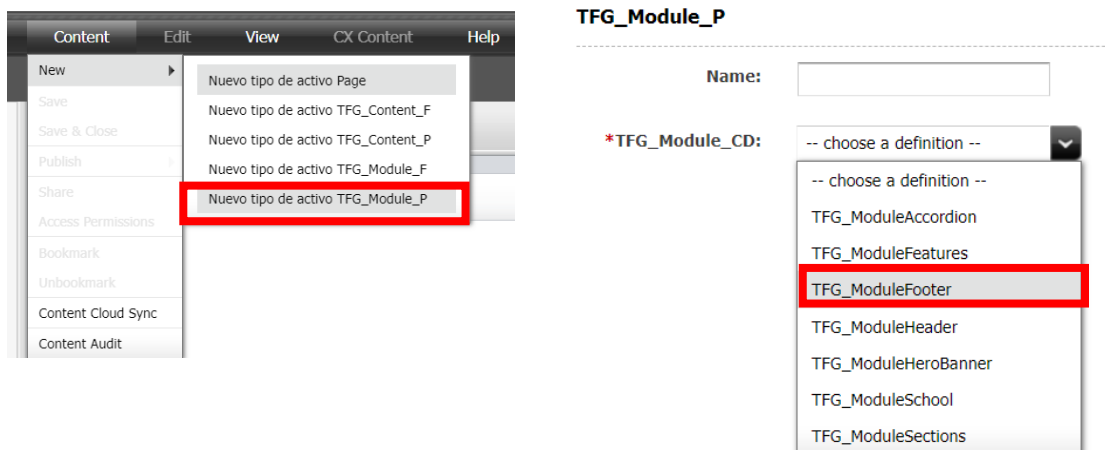 Content Edit View CX Content Help
New
Save
Save & Close
Publish
Share
Access Permissions
Bookmark
Unbookmark
Content Cloud Sync
Content Audit
Nuevo tipo de activo Page
Nuevo tipo de activo TFG_Content_F
Nuevo tipo de activo TFG_Content_P
Nuevo tipo de activo TFG_Module_F
Nuevo tipo de activo TFG_Module_P
TFG_Module_P
Name:
*TFG_Module_CD: -- choose a definition --
-- choose a definition --
TFG_ModuleAccordion
TFG_ModuleFeatures
TFG_ModuleFooter
TFG_ModuleHeader
TFG_ModuleHeroBanner
TFG_ModuleSchool
TFG_ModuleSections